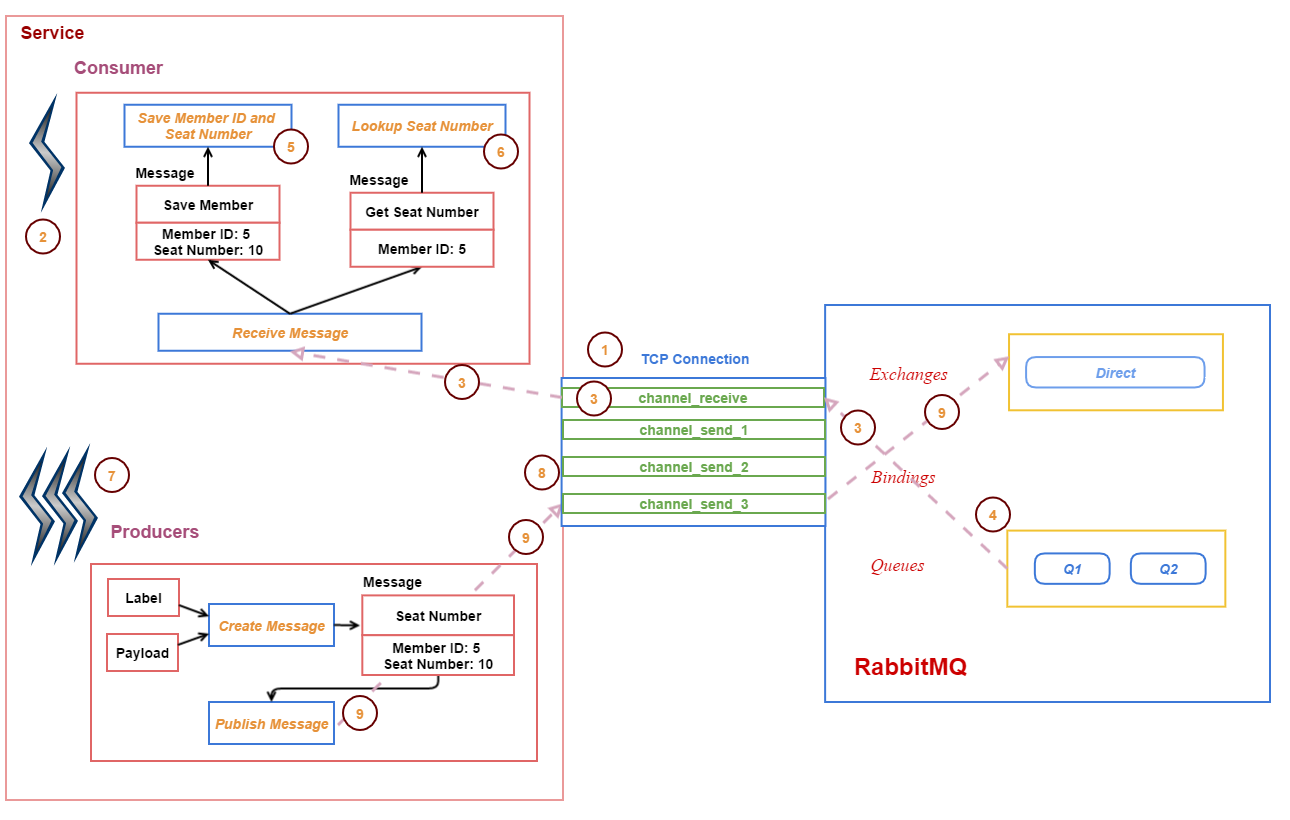 Service
Consumer
Save Member ID and
Seat Number
5
Lookup Seat Number
6
Message
Save Member
Member ID: 5
Seat Number: 10
Message
Get Seat Number
Member ID: 5
2
Receive Message
3
1
TCP Connection
3
channel_receive
channel_send_1
8
channel_send_2
channel_send_3
3
9
Exchanges
Direct
Bindings
4
Queues
Q1
Q2
RabbitMQ
7
Producers
9
Label
Payload
Create Message
Message
Seat Number
Member ID: 5
Seat Number: 10
Publish Message
9